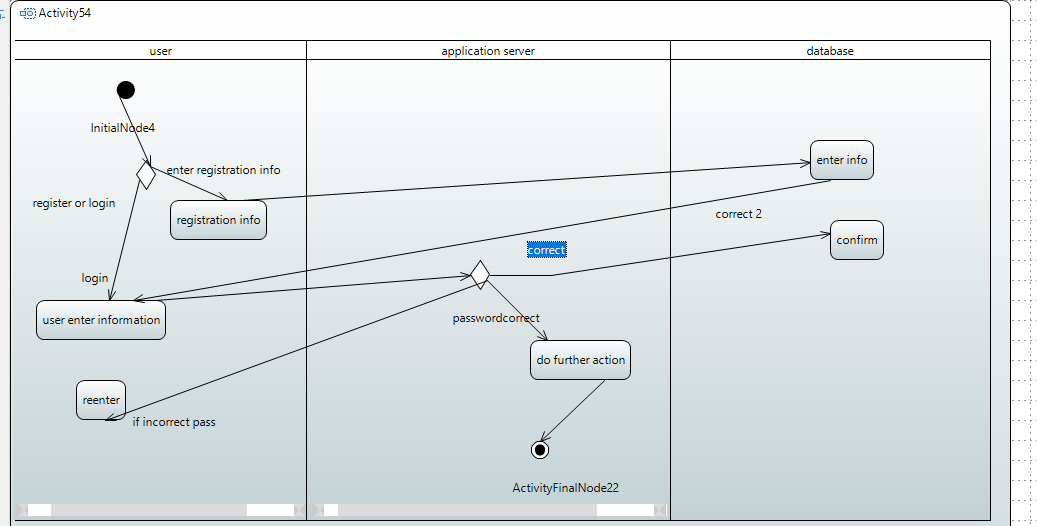 Activity54
user
application server
database
InitialNode4
enter registration info
enter info
register or login
registration info
correct 2
correct
confirm
login
user enter information
passwordcorrect
do further action
reenter
if incorrect pass
ActivityFinalNode22